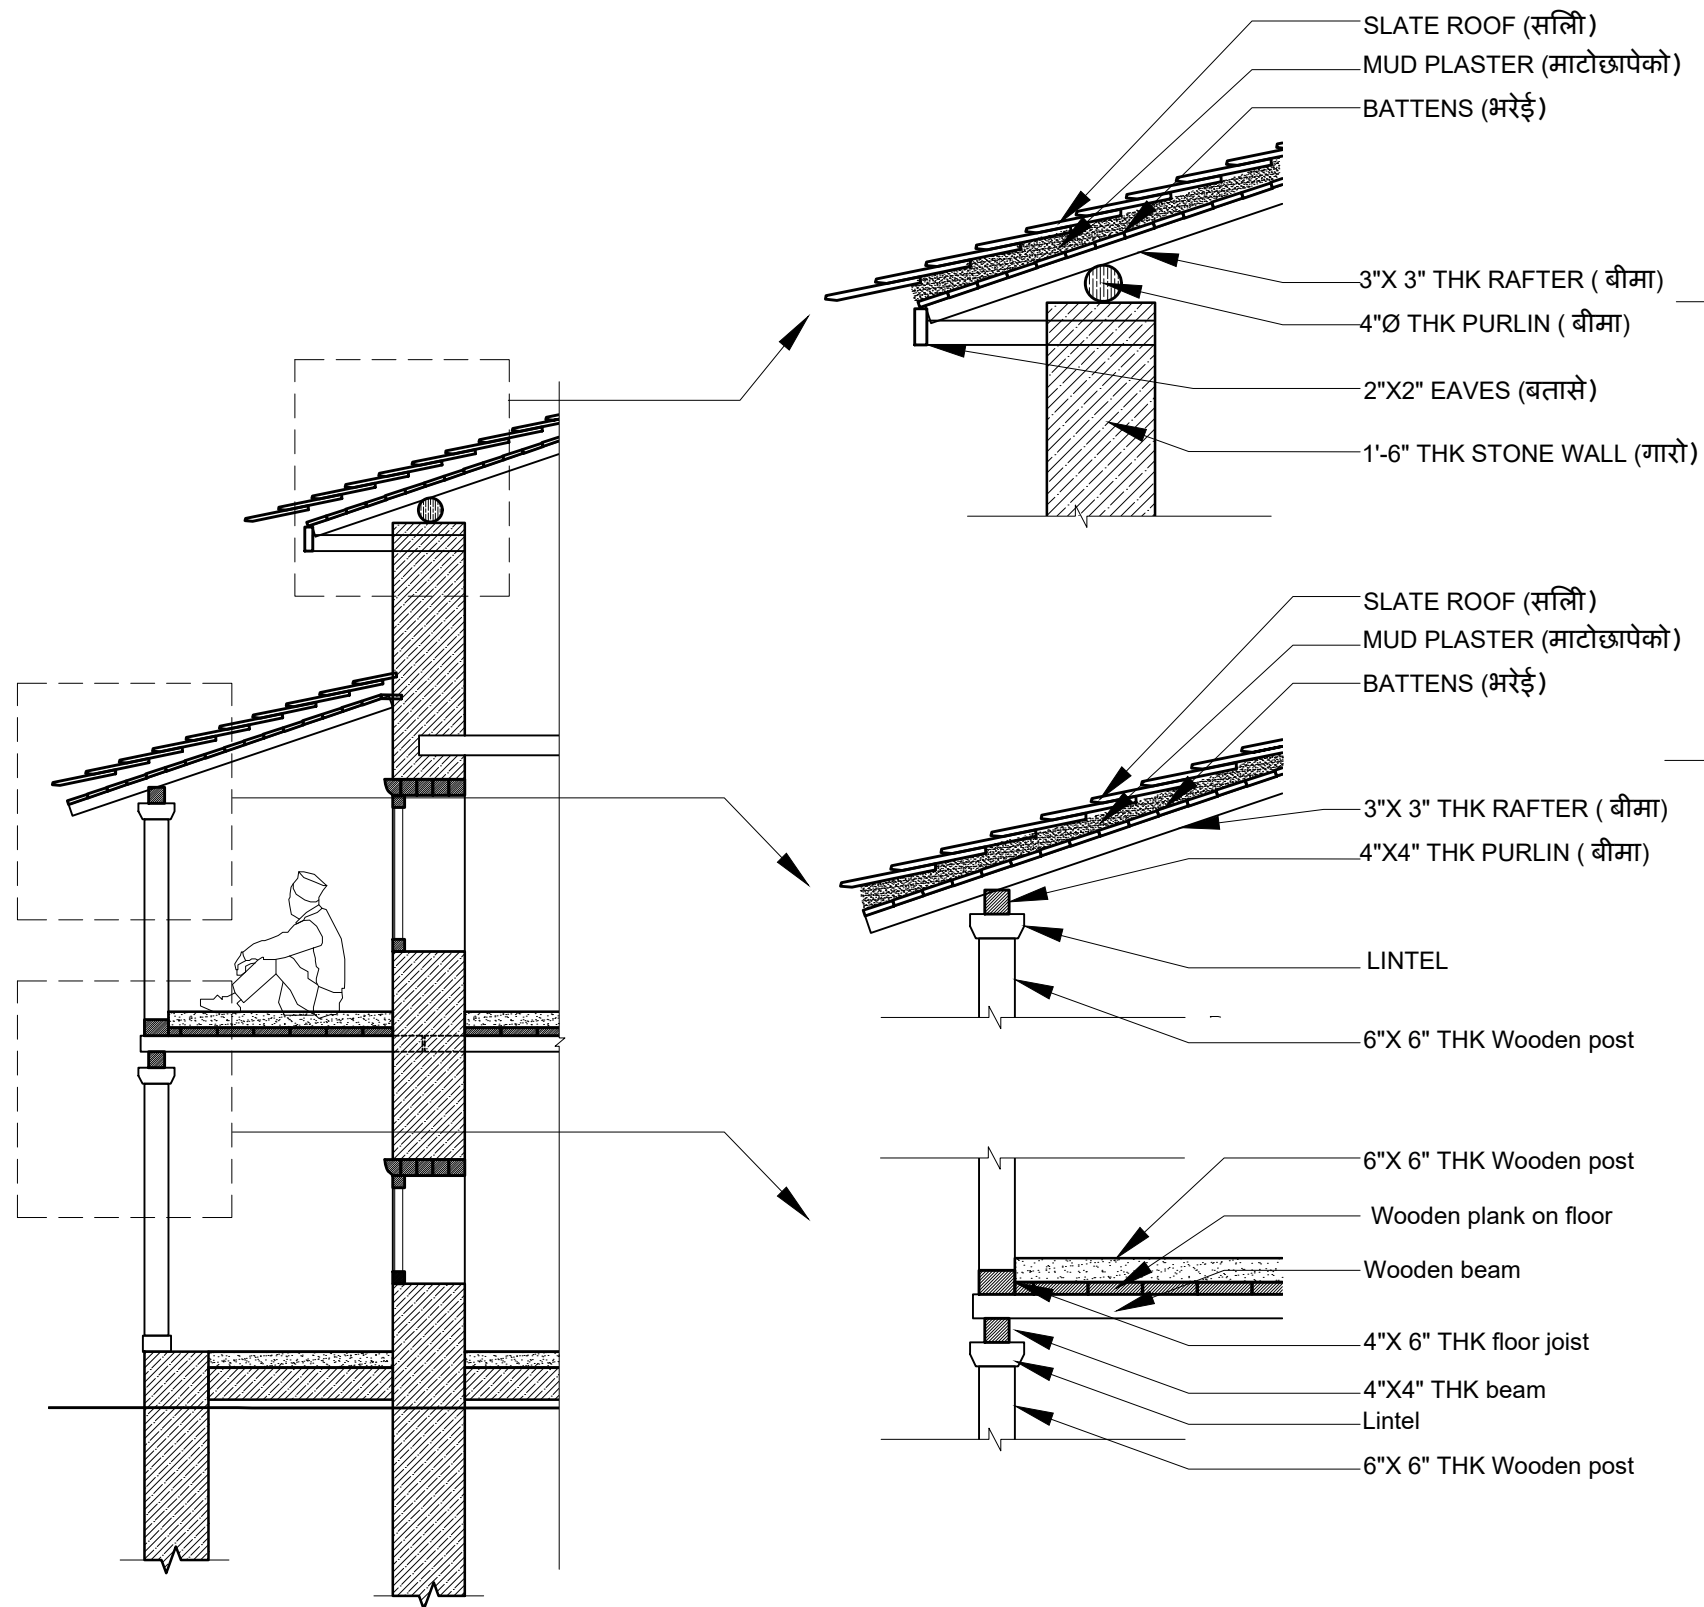 SLATE ROOF (सलिी)
MUD PLASTER (माटोछापेको)
BATTENS (भरेई)
3"X 3" THK RAFTER ( बीमा)
4"Ø THK PURLIN ( बीमा)
2"X2" EAVES (बतासे)
1'-6" THK STONE WALL (गारो)
SLATE ROOF (सलिी)
MUD PLASTER (माटोछापेको)
BATTENS (भरेई)
3"X 3" THK RAFTER ( बीमा)
4"X4" THK PURLIN ( बीमा)
LINTEL
6"X 6" THK Wooden post
6"X 6" THK Wooden post
Wooden plank on floor
Wooden beam
4"X 6" THK floor joist
4"X4" THK beam
Lintel
6"X 6" THK Wooden post